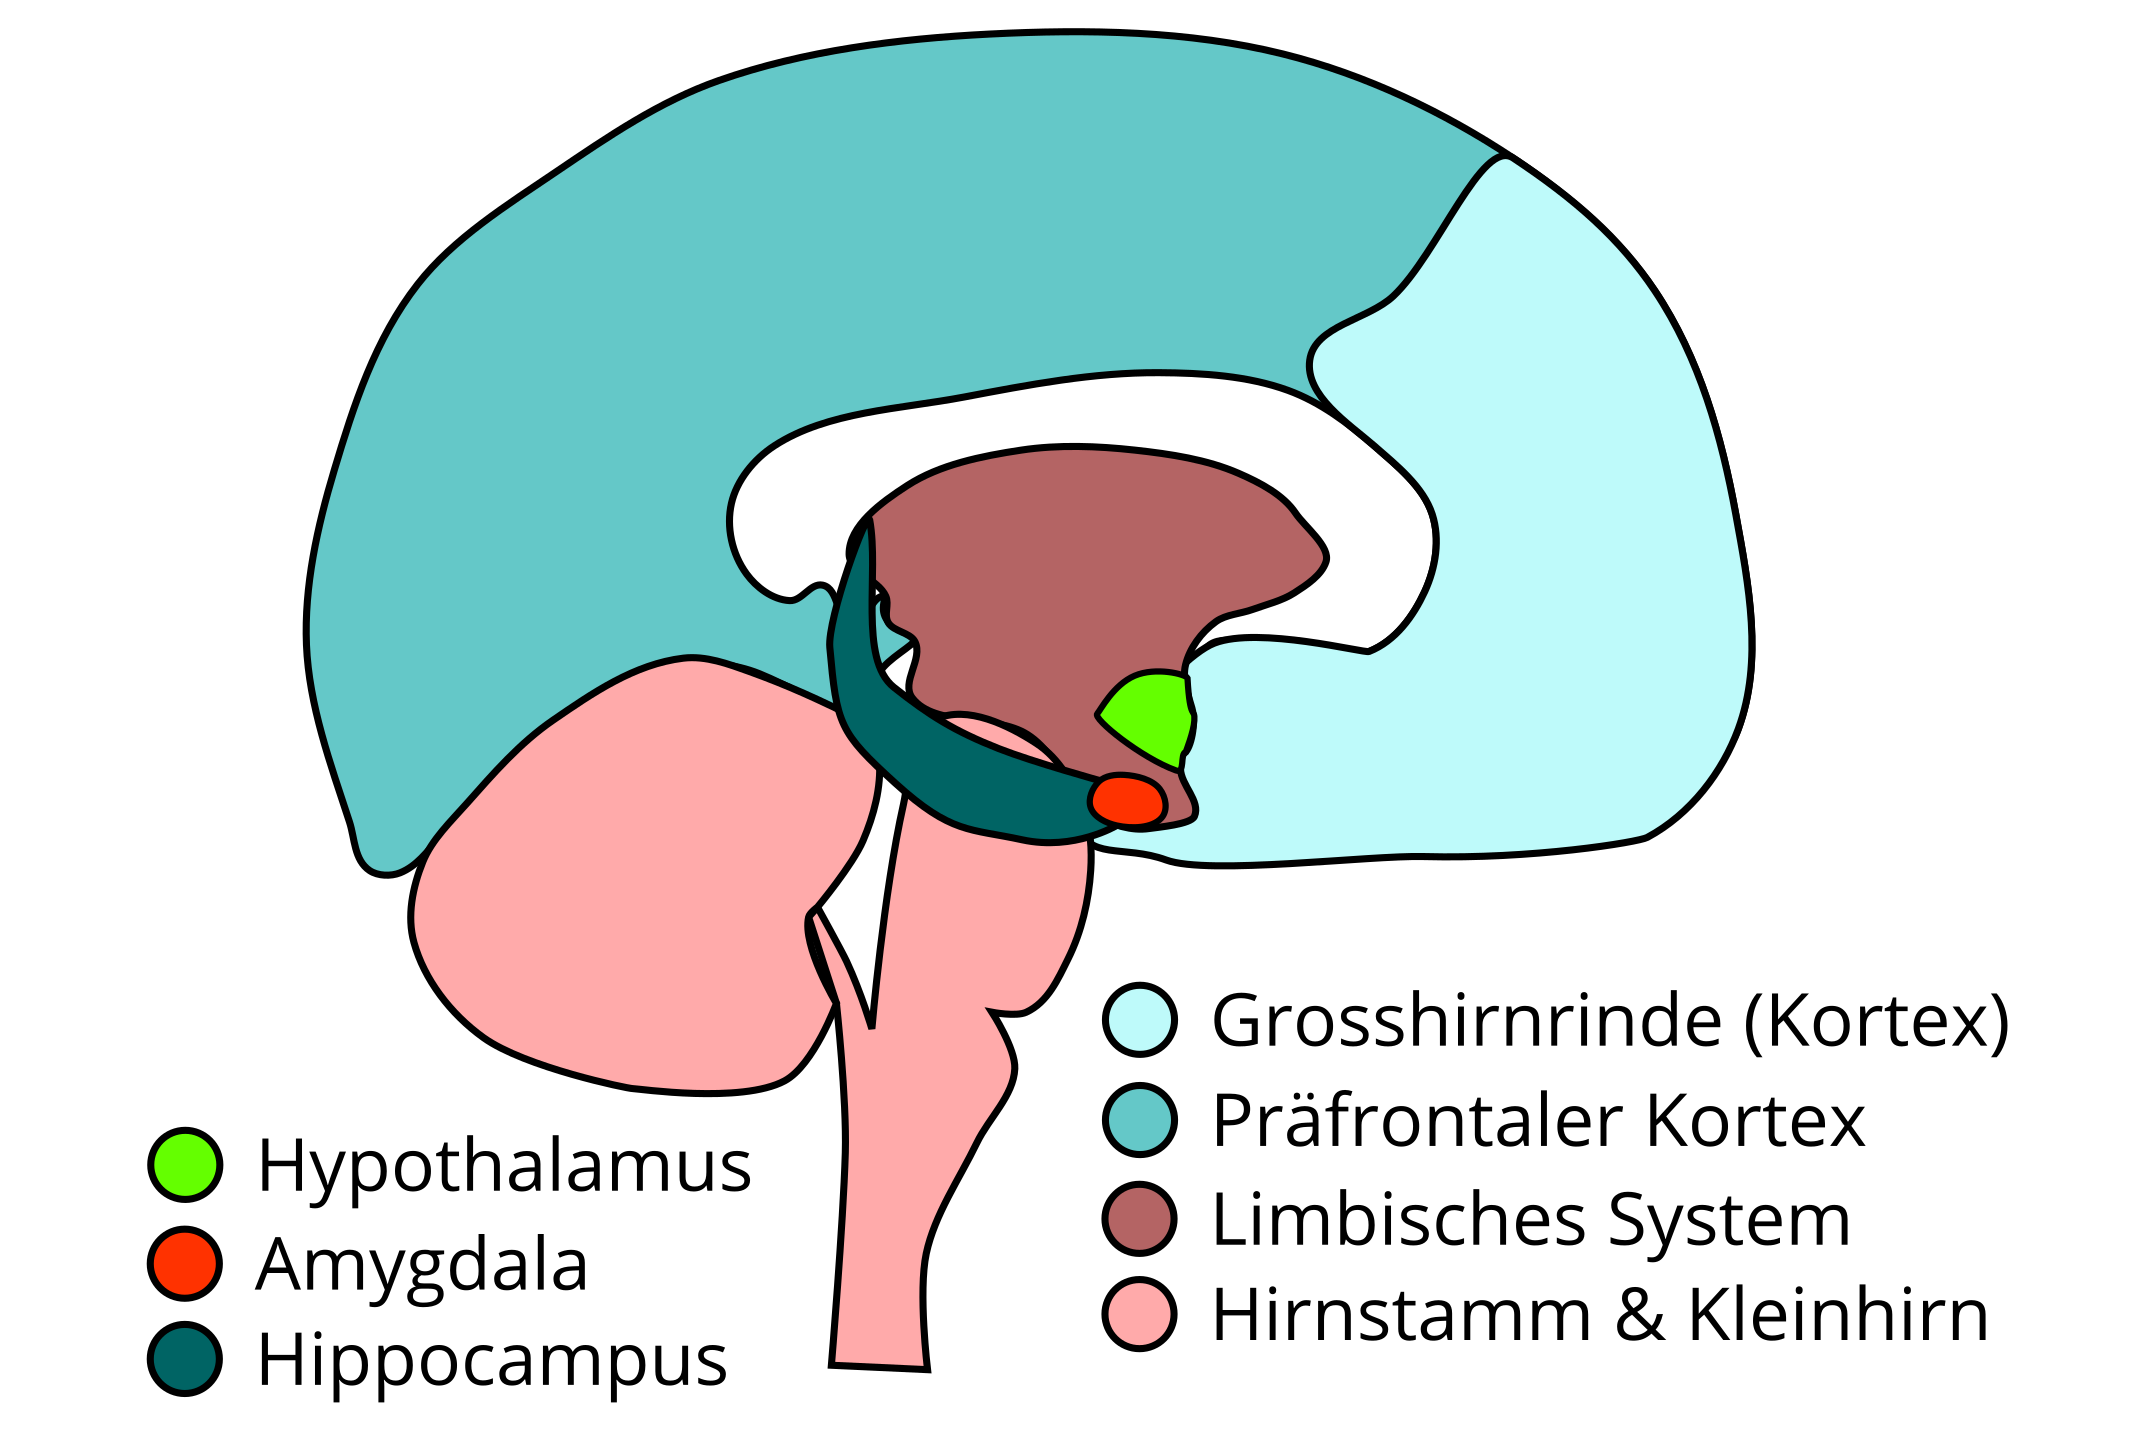 Hypothalamus
Amygdala
Hippocampus
Grosshirnrinde (Kortex)
Präfrontaler Kortex
Limbisches System
Hirnstamm & Kleinhirn